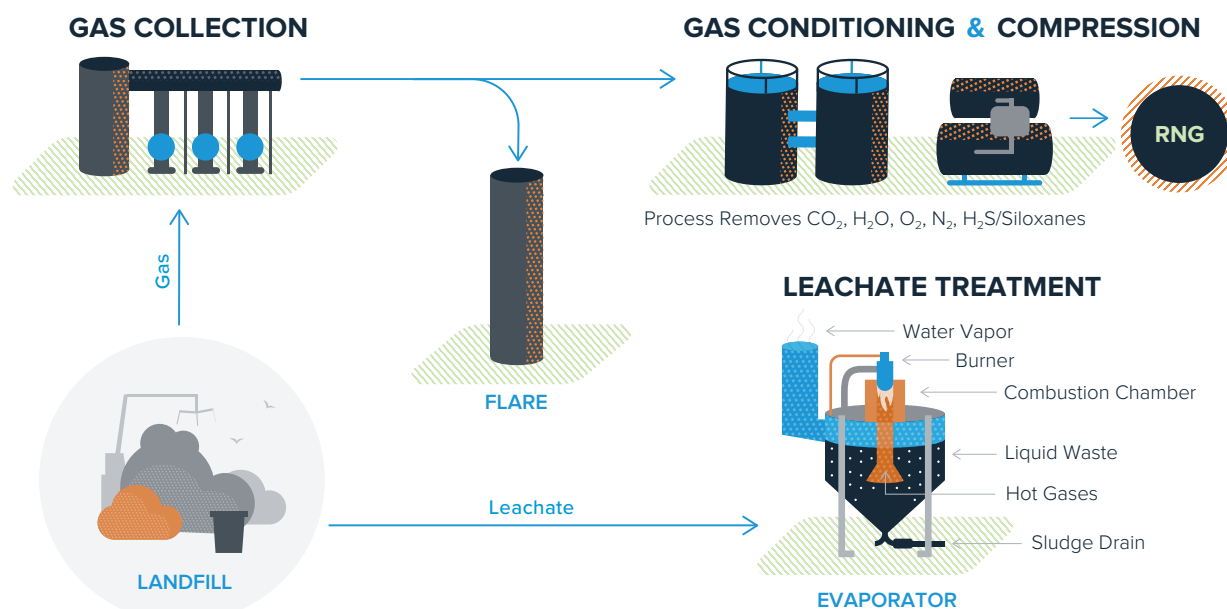 GAS COLLECTION
GAS CONDITIONING & COMPRESSION
RNG
Process Removes CO₂, H₂O, O₂, N₂, H₂S/Siloxanes
Gas
FLARE
LEACHATE TREATMENT
Water Vapor
Burner
Combustion Chamber
Liquid Waste
Hot Gases
Sludge Drain
Leachate
LANDFILL
EVAPORATOR